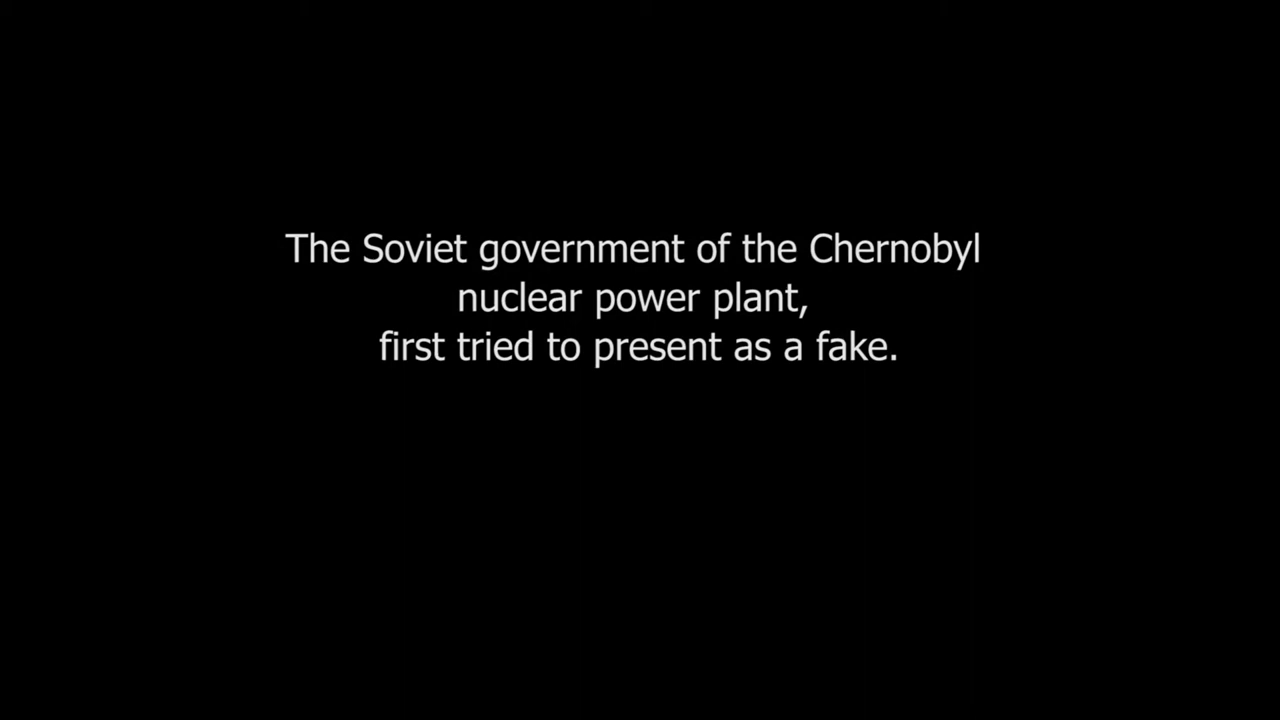 The Soviet government of the Chernobyl
nuclear power plant,
first tried to present as a fake.